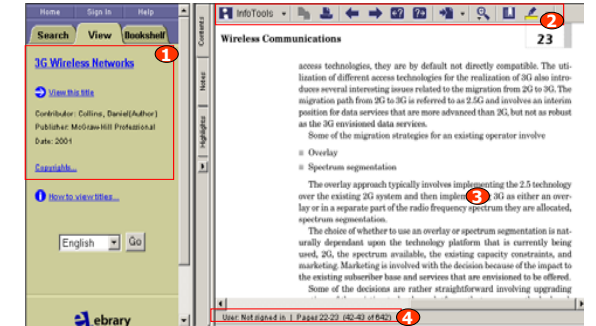 Home Sign In Help
Search View Bookshelf
1
3G Wireless Networks
View this title
Contributor: Collins, Daniel(Author)
Publisher: McGraw-Hill Professional
Date: 2001
Copyright...
How to view titles...
English Go
ebrary
Contents
Notes
Highlights
InfoTools
2
Wireless Communications 23
access technologies, they are by default not directly compatible. The uti-
lization of different access technologies for the realization of 3G also intro-
duces several interesting issues related to the migration from 2G to 3G. The
migration path from 2G to 3G is referred to as 2.5G and involves an interim
position for data services that are more advanced than 2G, but not as robust
as the 3G envisioned data services.
Some of the migration strategies for an existing operator involve
Overlay
Spectrum segmentation
The overlay approach typically involves implementing the 2.5 technology
over the existing 2G system and then implem 3 3G as either an over-
lay or in a separate part of the radio frequency spectrum they are allocated,
spectrum segmentation.
The choice of whether to use an overlay or spectrum segmentation is nat-
urally dependant upon the technology platform that is currently being
used, 2G, the spectrum available, the existing capacity constraints, and
marketing. Marketing is involved with the decision because of the impact to
the existing subscriber base and services that are envisioned to be offered.
Some of the decisions are rather straightforward involving upgrading
User: Not signed in | Pages 22-23 (42-43 of 642) 4